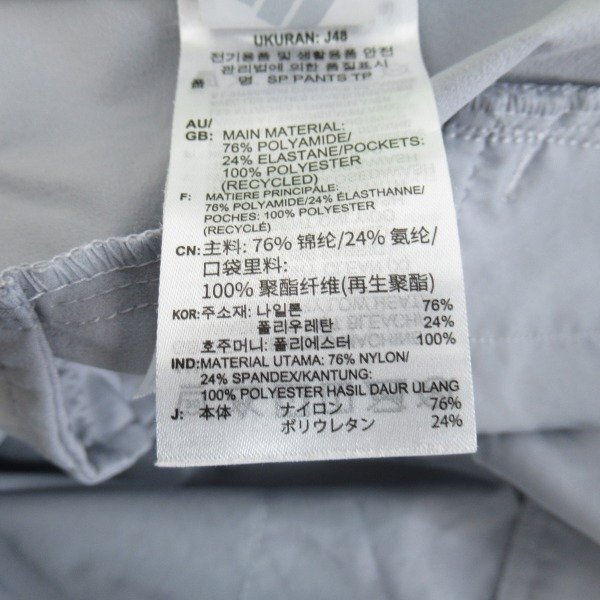 UKURAN: J48
전기용품 및 생활용품 안전
관리법에 의한 품질표시
품 명 SP PANTS TP
AU/
GB: MAIN MATERIAL:
76% POLYAMIDE/
24% ELASTANE/POCKETS:
100% POLYESTER
(RECYCLED)
F: MATIERE PRINCIPALE:
76% POLYAMIDE/24% ÉLASTHANNE/
POCHES: 100% POLYESTER
(RECYCLÉ)
CN: 主料: 76% 锦纶/24% 氨纶/
口袋里料:
100% 聚酯纤维(再生聚酯)
KOR: 주소재: 나일론 76%
폴리우레탄 24%
호주머니: 폴리에스터 100%
IND: MATERIAL UTAMA: 76% NYLON/
24% SPANDEX/KANTUNG:
100% POLYESTER HASIL DAUR ULANG
J: 本体 ナイロン 76%
ポリウレタン 24%